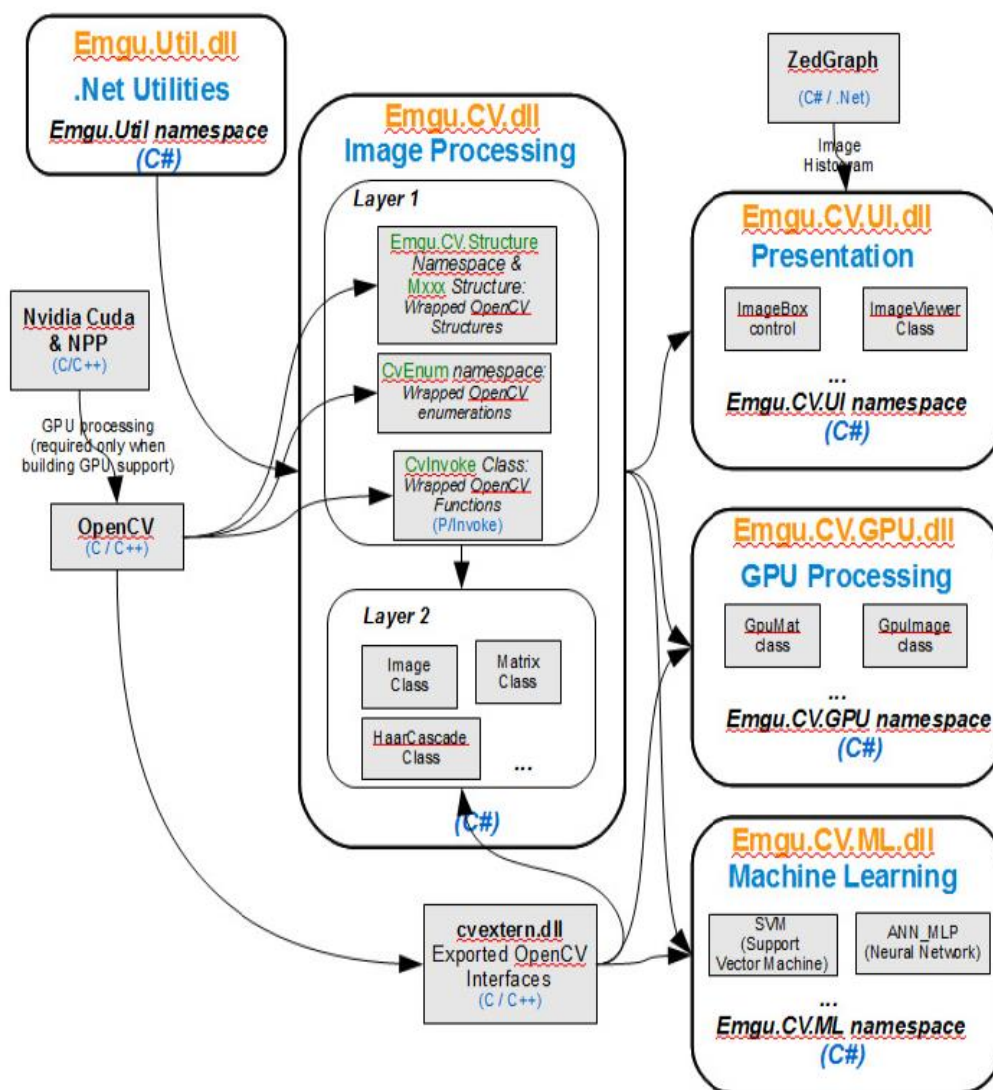 Emgu.Util.dll
.Net Utilities
Emgu.Util namespace
(C#)
Nvidia Cuda
& NPP
(C/C++)
GPU processing
(required only when
building GPU support)
OpenCV
(C / C++)
Emgu.CV.dll
Image Processing
Layer 1
Emgu.CV.Structure
Namespace &
Mxxx Structure:
Wrapped OpenCV
Structures
CvEnum namespace:
Wrapped OpenCV
enumerations
CvInvoke Class:
Wrapped OpenCV
Functions
(P/Invoke)
Layer 2
Image
Class
Matrix
Class
HaarCascade
Class
...
(C#)
cvextern.dll
Exported OpenCV
Interfaces
(C / C++)
ZedGraph
(C# / .Net)
Image
Histogram
Emgu.CV.UI.dll
Presentation
ImageBox
control
ImageViewer
Class
...
Emgu.CV.UI namespace
(C#)
Emgu.CV.GPU.dll
GPU Processing
GpuMat
class
GpuImage
class
...
Emgu.CV.GPU namespace
(C#)
Emgu.CV.ML.dll
Machine Learning
SVM
(Support
Vector Machine)
ANN_MLP
(Neural Network)
...
Emgu.CV.ML namespace
(C#)